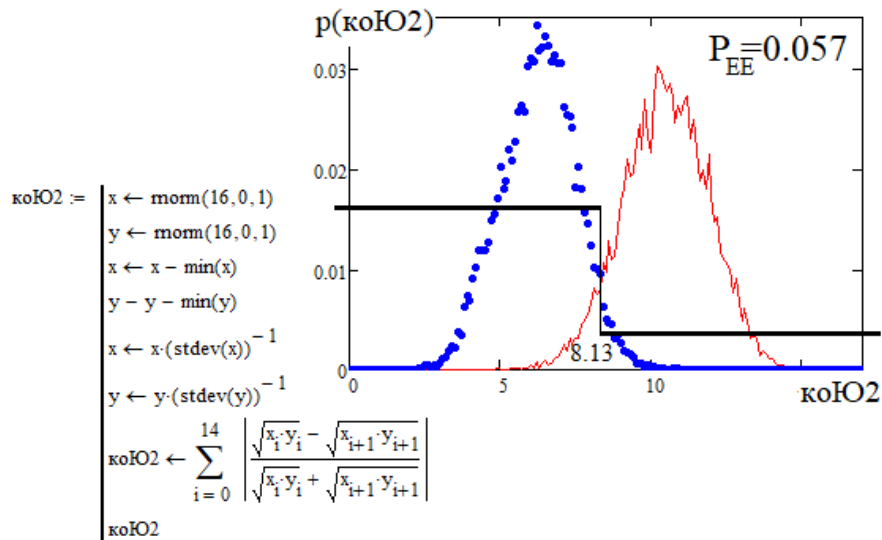 p(коЮ2)
P_EE=0.057
0.03
0.02
0.01
0
0
5
8.13
10
коЮ2
коЮ2 :=
x ← rnorm(16,0,1)
y ← rnorm(16,0,1)
x ← x − min(x)
y − y − min(y)
x ← x·(stdev(x))^−1
y ← y·(stdev(y))^−1
коЮ2 ← ∑_{i = 0}^{14} |(√(x_i·y_i) − √(x_{i+1}·y_{i+1})) / (√(x_i·y_i) + √(x_{i+1}·y_{i+1}))|
коЮ2